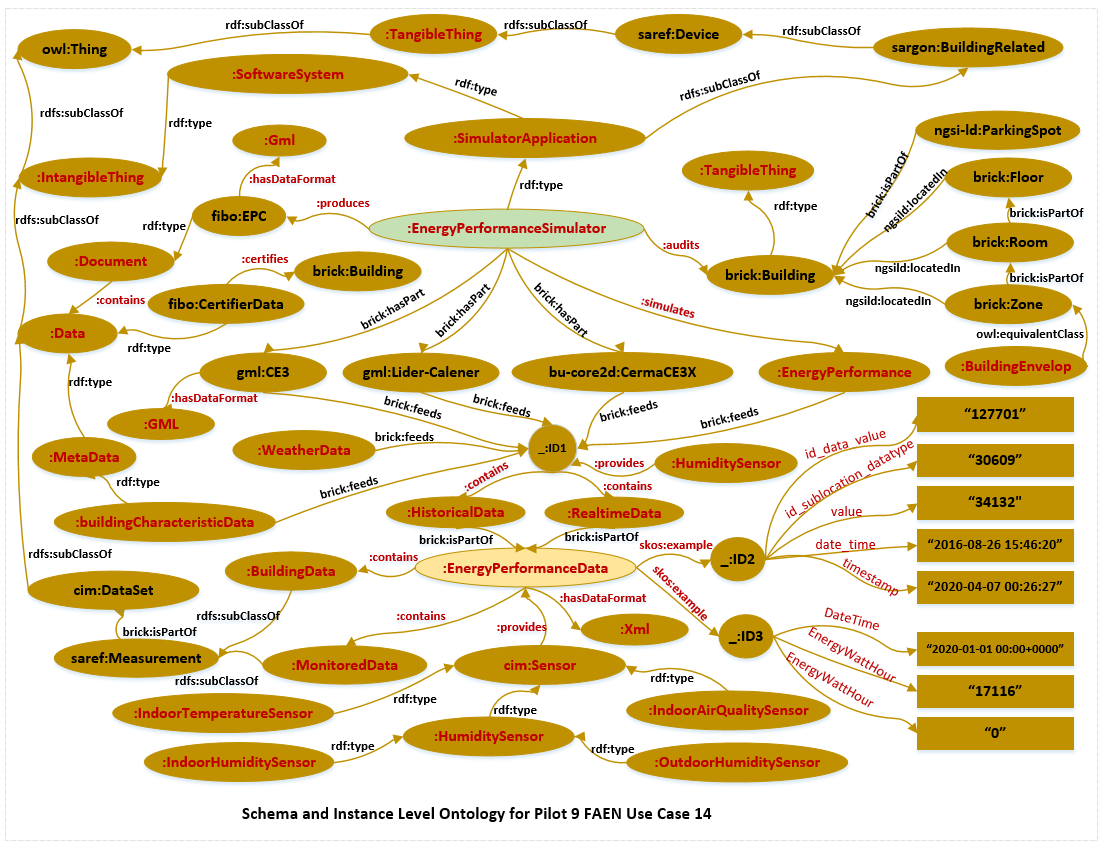 rdf:subClassOf
rdfs:subClassOf
owl:Thing
:TangibleThing
saref:Device
rdf:subClassOf
sargon:BuildingRelated
:SoftwareSystem
rdf:type
rdfs:subClassOf
rdfs:subClassOf
rdf:type
:SimulatorApplication
ngsi-ld:ParkingSpot
:Gml
:hasDataFormat
:IntangibleThing
rdf:type
:TangibleThing
brick:isPartOf
ngsild:locatedIn
brick:Floor
rdfs:subClassOf
rdf:type
:produces
fibo:EPC
rdf:type
brick:isPartOf
:EnergyPerformanceSimulator
:audits
brick:Room
:Document
:certifies
brick:Building
brick:Building
ngsild:locatedIn
brick:isPartOf
:contains
fibo:CertifierData
brick:hasPart
brick:hasPart
brick:hasPart
:simulates
ngsild:locatedIn
brick:Zone
:Data
rdf:type
owl:equivalentClass
rdf:type
gml:CE3
gml:Lider-Calener
bu-core2d:CermaCE3X
:EnergyPerformance
:BuildingEnvelop
:hasDataFormat
:GML
brick:feeds
brick:feeds
brick:feeds
brick:feeds
“127701”
id_data_value
:MetaData
:WeatherData
brick:feeds
_:ID1
:provides
:HumiditySensor
id_sublocation_datatype
“30609”
rdf:type
brick:feeds
:contains
:contains
value
“34132"
:buildingCharacteristicData
:HistoricalData
:RealtimeData
brick:isPartOf
brick:isPartOf
skos:example
date_time
“2016-08-26 15:46:20”
rdfs:subClassOf
:contains
:BuildingData
:EnergyPerformanceData
_:ID2
timestamp
“2020-04-07 00:26:27”
cim:DataSet
skos:example
:hasDataFormat
rdfs:subClassOf
:contains
:provides
:Xml
DateTime
brick:isPartOf
_:ID3
EnergyWattHour
“2020-01-01 00:00+0000”
saref:Measurement
:MonitoredData
cim:Sensor
EnergyWattHour
“17116”
rdfs:subClassOf
rdf:type
rdf:type
:IndoorTemperatureSensor
rdf:type
:IndoorAirQualitySensor
“0”
:HumiditySensor
rdf:type
rdf:type
:IndoorHumiditySensor
:OutdoorHumiditySensor
Schema and Instance Level Ontology for Pilot 9 FAEN Use Case 14